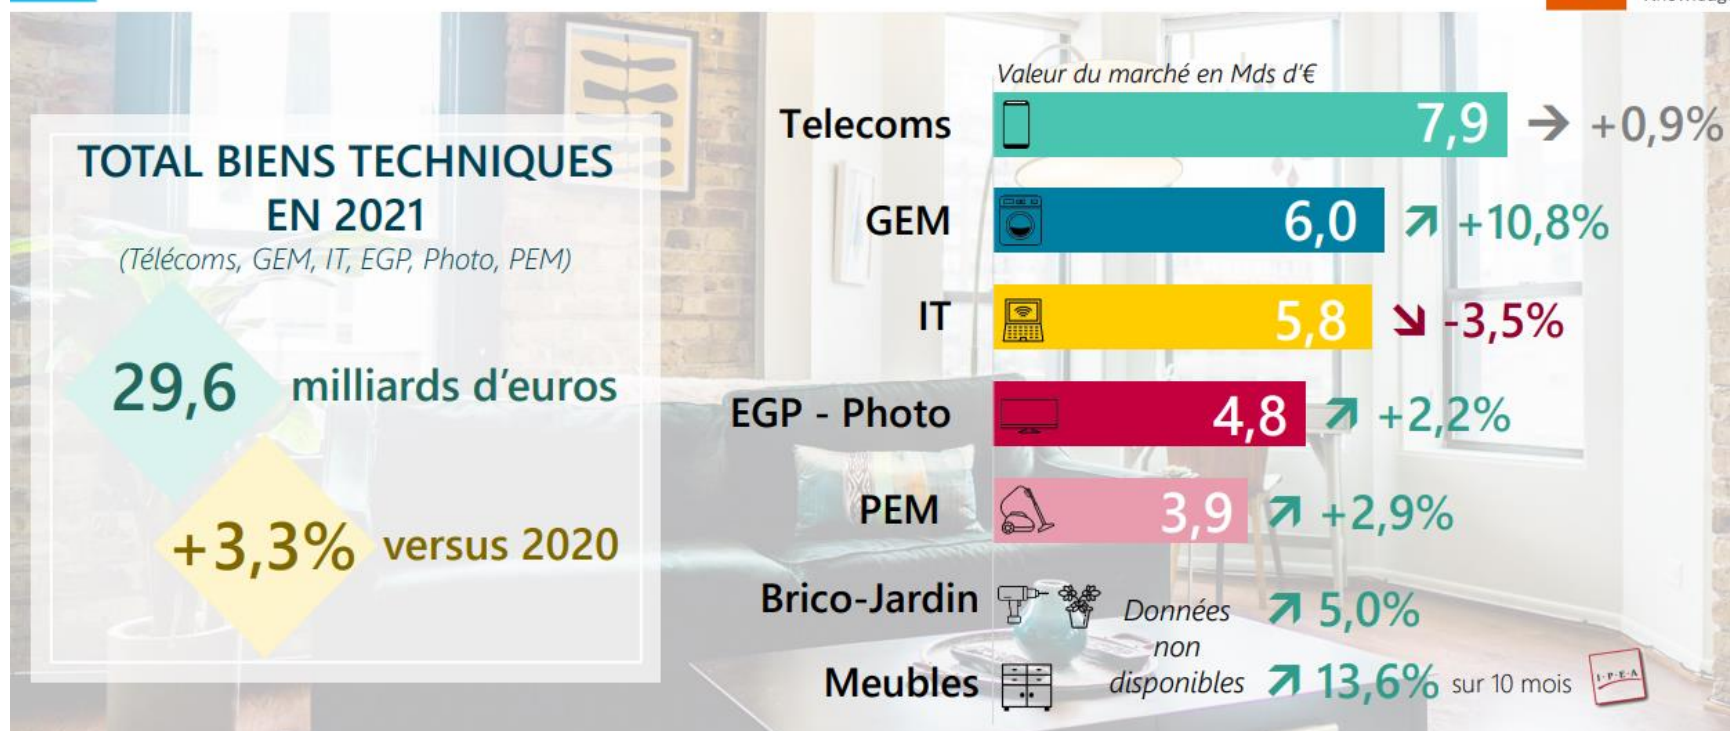 TOTAL BIENS TECHNIQUES
EN 2021
(Télécoms, GEM, IT, EGP, Photo, PEM)
29,6 milliards d'euros
+3,3% versus 2020
Valeur du marché en Mds d'€
Telecoms 7,9 → +0,9%
GEM 6,0 +10,8%
IT 5,8 -3,5%
EGP - Photo 4,8 +2,2%
PEM 3,9 +2,9%
Brico-Jardin 5,0%
Données
non
disponibles
Meubles 13,6% sur 10 mois
I·P·E·A